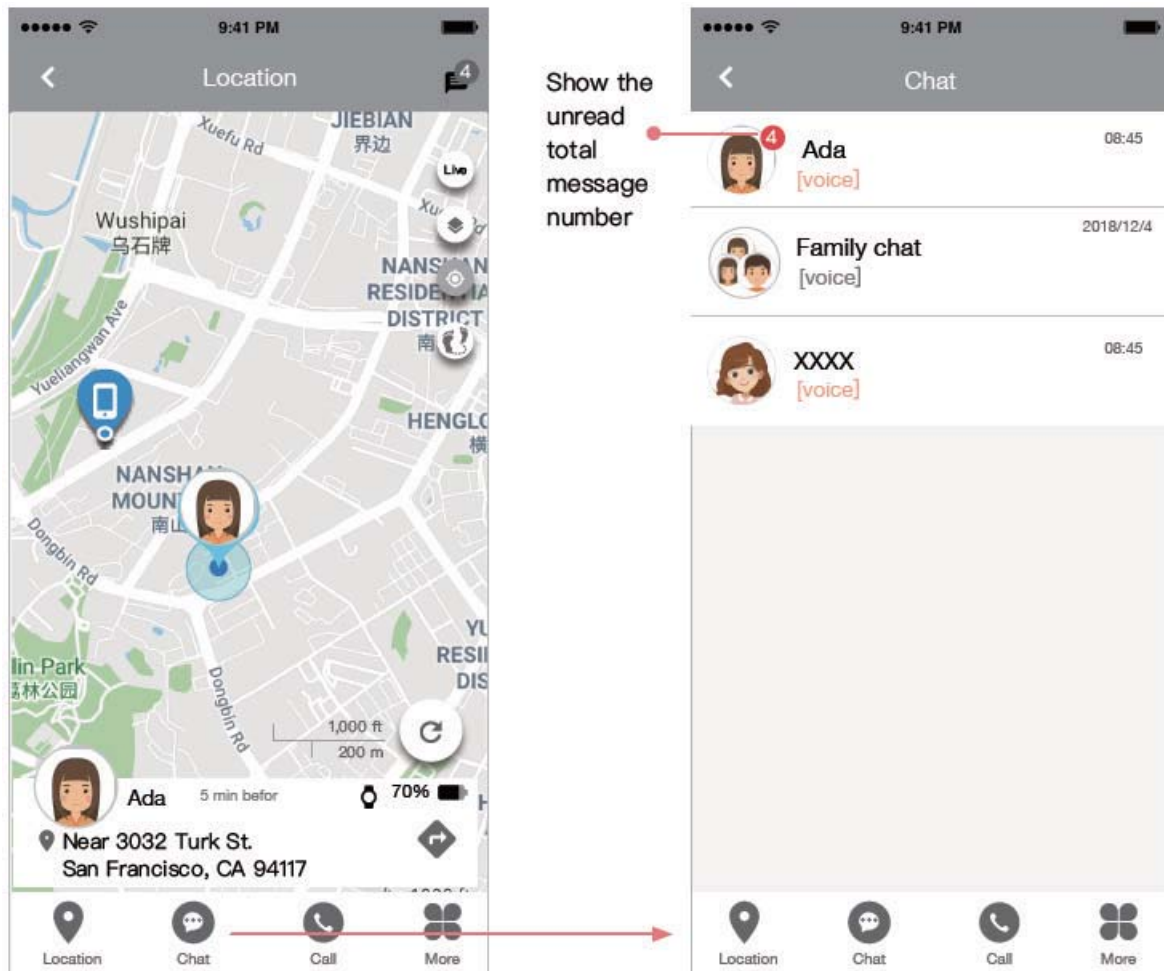 9:41 PM
Location
4
Xuefu Rd
JIEBIAN
界边
Live
Wushipai
乌石牌
NANSHAN
RESIDENTIA
DISTRICT
南
Yueliangwan Ave
HENGLO
横
NANSHAN
MOUN
南山
Dongbin Rd
YU
RESI
DIS
lin Park
荔林公园
Dongbin Rd
1,000 ft
200 m
Ada 5 min befor 70%
Near 3032 Turk St.
San Francisco, CA 94117
Location Chat Call More
Show the
unread
total
message
number
9:41 PM
Chat
4
Ada 08:45
[voice]
Family chat 2018/12/4
[voice]
XXXX 08:45
[voice]
Location Chat Call More